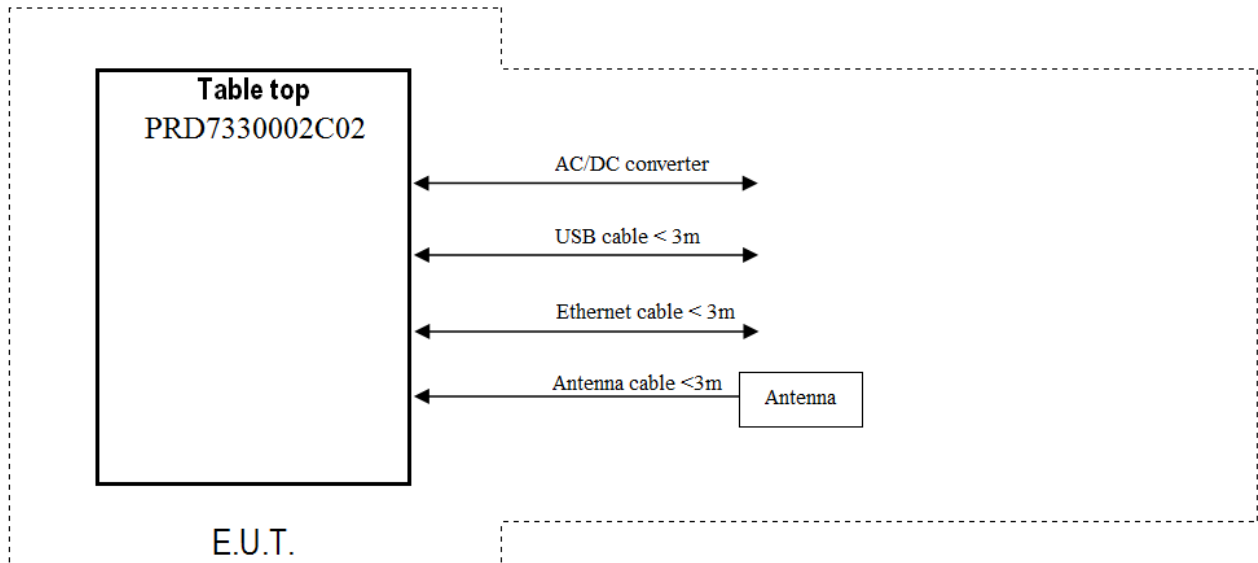 Table top
PRD7330002C02
AC/DC converter
USB cable < 3m
Ethernet cable < 3m
Antenna cable <3m
Antenna
E.U.T.